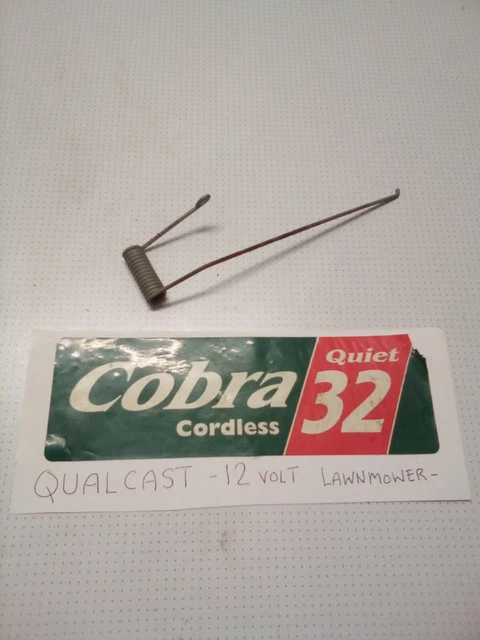 Quiet
Cobra 32
Cordless
QUALCAST -12 VOLT LAWNMOWER-